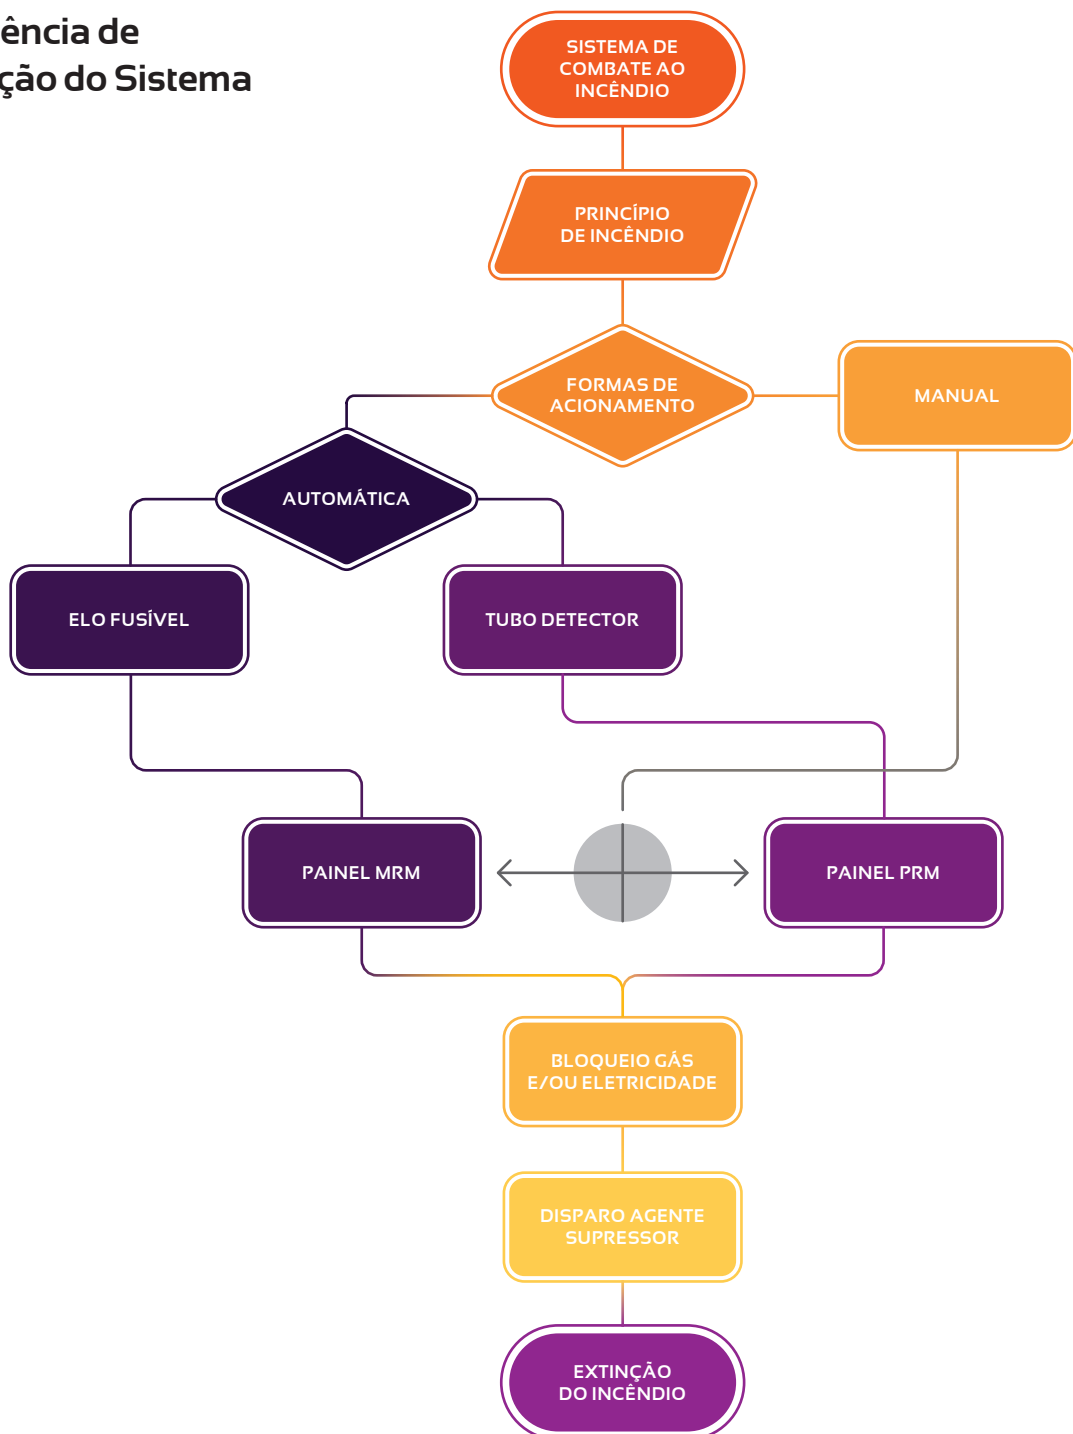 ência de
ção do Sistema
SISTEMA DE
COMBATE AO
INCÊNDIO
PRINCÍPIO
DE INCÊNDIO
FORMAS DE
ACIONAMENTO
MANUAL
AUTOMÁTICA
ELO FUSÍVEL
TUBO DETECTOR
PAINEL MRM
PAINEL PRM
BLOQUEIO GÁS
E/OU ELETRICIDADE
DISPARO AGENTE
SUPRESSOR
EXTINÇÃO
DO INCÊNDIO